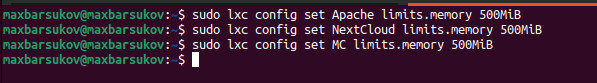 maxbarsukov@maxbarsukov:~$ sudo lxc config set Apache limits.memory 500MiB
maxbarsukov@maxbarsukov:~$ sudo lxc config set NextCloud limits.memory 500MiB
maxbarsukov@maxbarsukov:~$ sudo lxc config set MC limits.memory 500MiB
maxbarsukov@maxbarsukov:~$